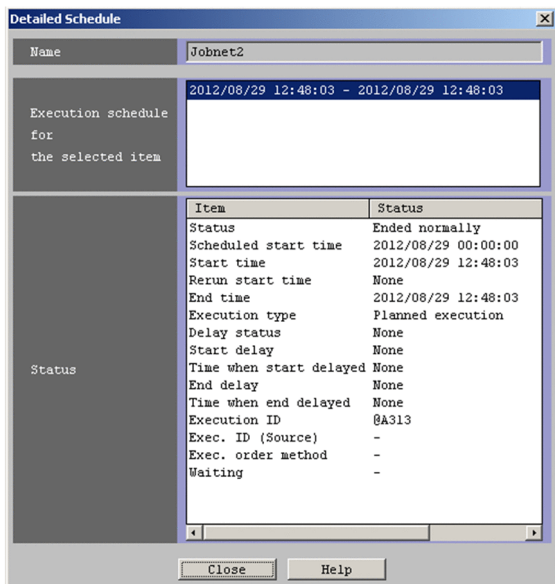 Detailed Schedule
Name
Jobnet2
Execution schedule
for
the selected item
2012/08/29 12:48:03 - 2012/08/29 12:48:03
Status
Item Status
Status Ended normally
Scheduled start time 2012/08/29 00:00:00
Start time 2012/08/29 12:48:03
Rerun start time None
End time 2012/08/29 12:48:03
Execution type Planned execution
Delay status None
Start delay None
Time when start delayed None
End delay None
Time when end delayed None
Execution ID @A313
Exec. ID (Source) -
Exec. order method -
Waiting -
Close Help